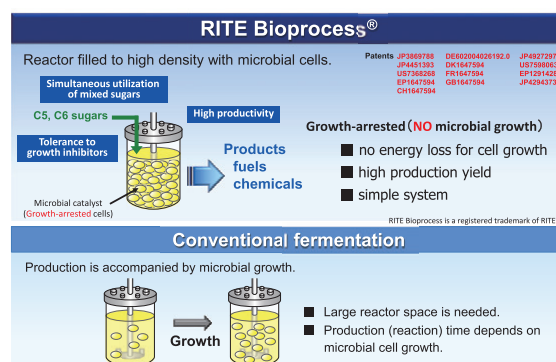 RITE Bioprocess®
Reactor filled to high density with microbial cells.
Patents JP3869788 DE602004026192.0 JP4927297
JP4451393 DK1647594 US7598063
US7368268 FR1647594 EP1291428
EP1647594 GB1647594 JP4294373
CH1647594
Simultaneous utilization
of mixed sugars
C5, C6 sugars
High productivity
Tolerance to
growth inhibitors
Products
fuels
chemicals
Microbial catalyst
(Growth-arrested cells)
Growth-arrested(NO microbial growth)
■ no energy loss for cell growth
■ high production yield
■ simple system
RITE Bioprocess is a registered trademark of RITE
Conventional fermentation
Production is accompanied by microbial growth.
Growth
■ Large reactor space is needed.
■ Production (reaction) time depends on
microbial cell growth.